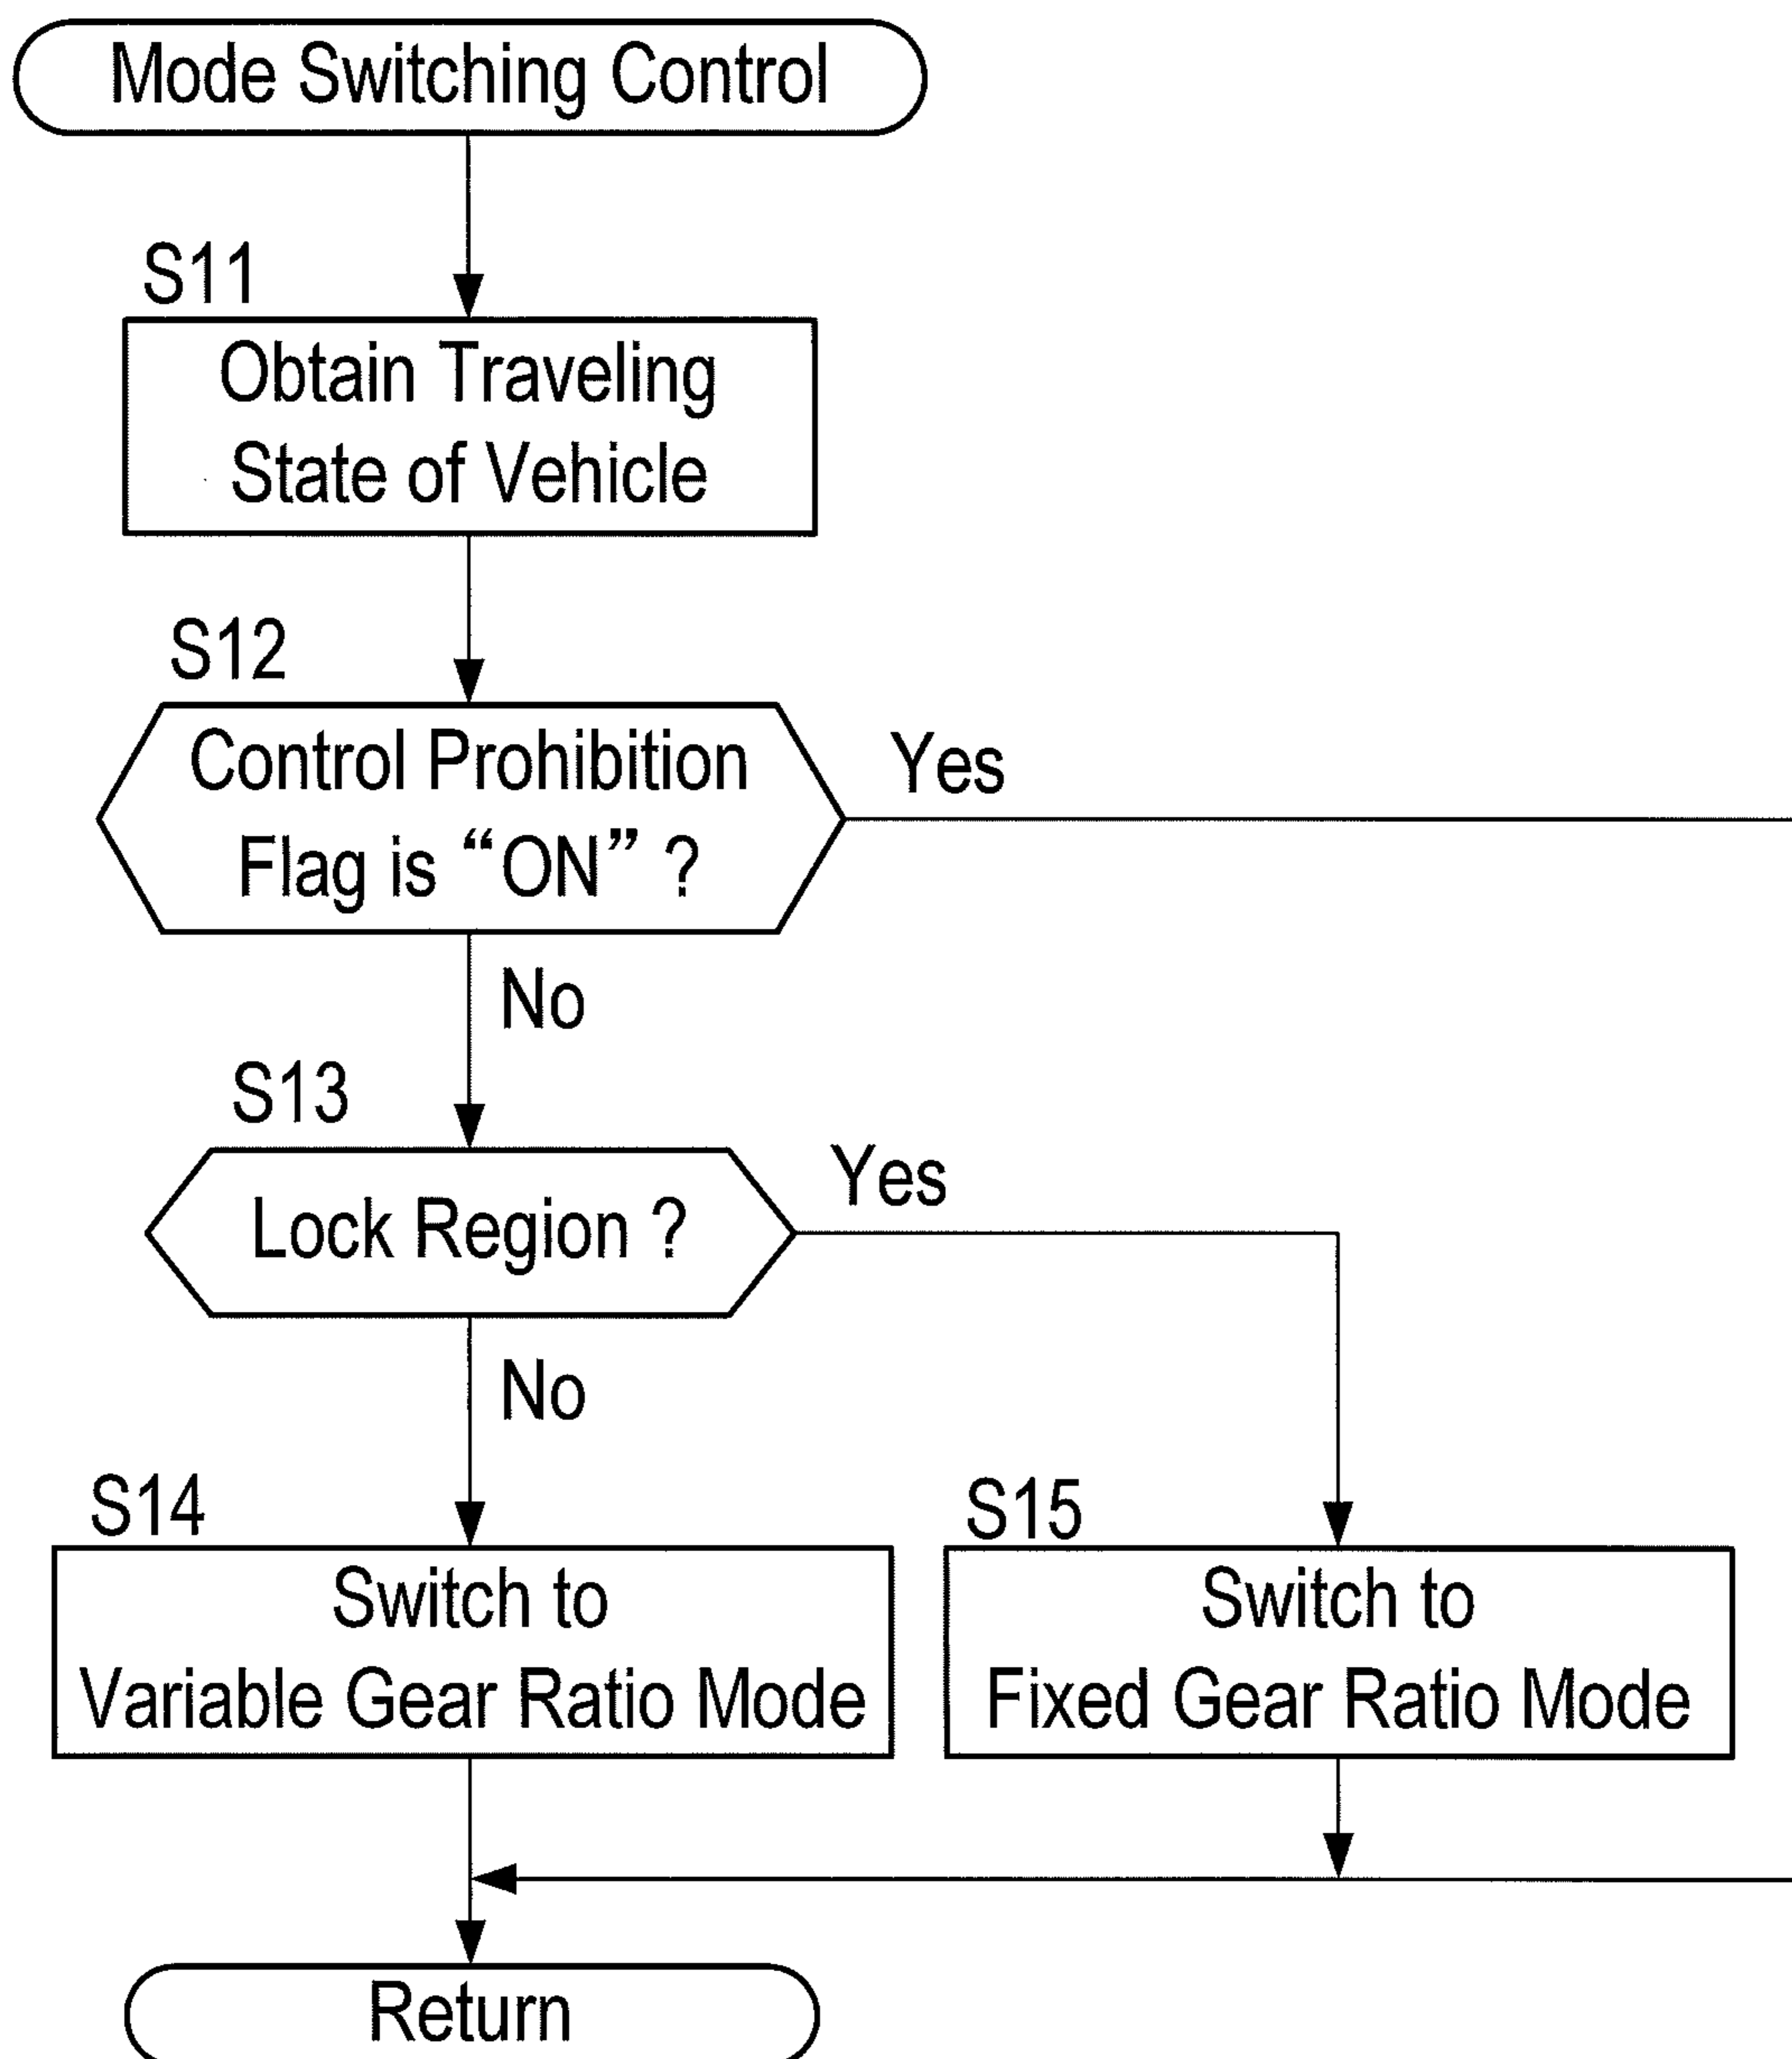 Mode Switching Control
S11
Obtain Traveling
State of Vehicle
S12
Control Prohibition
Flag is “ON” ?
Yes
No
S13
Lock Region ?
Yes
No
S14
Switch to
Variable Gear Ratio Mode
S15
Switch to
Fixed Gear Ratio Mode
Return